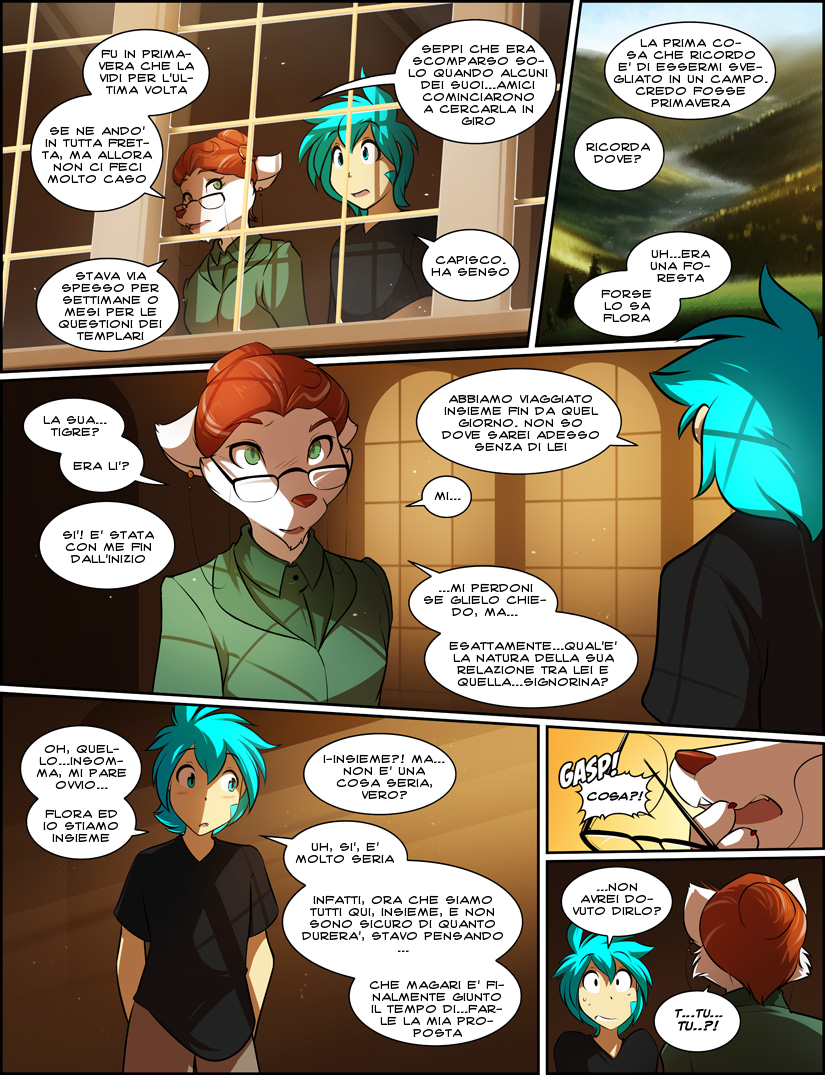 FU IN PRIMA-
VERA CHE LA
VIDI PER L'UL-
TIMA VOLTA
SE NE ANDO'
IN TUTTA FRET-
TA, MA ALLORA
NON CI FECI
MOLTO CASO
SEPPI CHE ERA
SCOMPARSO SO-
LO QUANDO ALCUNI
DEI SUOI...AMICI
COMINCIARONO
A CERCARLA IN
GIRO
STAVA VIA
SPESSO PER
SETTIMANE O
MESI PER LE
QUESTIONI DEI
TEMPLARI
CAPISCO.
HA SENSO
LA PRIMA CO-
SA CHE RICORDO
E' DI ESSERMI SVE-
GLIATO IN UN CAMPO.
CREDO FOSSE
PRIMAVERA
RICORDA
DOVE?
UH...ERA
UNA FO-
RESTA
FORSE
LO SA
FLORA
LA SUA...
TIGRE?
ERA LI'?
SI'! E' STATA
CON ME FIN
DALL'INIZIO
ABBIAMO VIAGGIATO
INSIEME FIN DA QUEL
GIORNO. NON SO
DOVE SAREI ADESSO
SENZA DI LEI
MI...
...MI PERDONI
SE GLIELO CHIE-
DO, MA...
ESATTAMENTE...QUAL'E'
LA NATURA DELLA SUA
RELAZIONE TRA LEI E
QUELLA...SIGNORINA?
OH, QUEL-
LO...INSOM-
MA, MI PARE
OVVIO...
FLORA ED
IO STIAMO
INSIEME
I-INSIEME?! MA...
NON E' UNA
COSA SERIA,
VERO?
UH, SI', E'
MOLTO SERIA
INFATTI, ORA CHE SIAMO
TUTTI QUI, INSIEME, E NON
SONO SICURO DI QUANTO
DURERA', STAVO PENSANDO
...
CHE MAGARI E' FI-
NALMENTE GIUNTO
IL TEMPO DI...FAR-
LE LA MIA PRO-
POSTA
GASP!
COSA?!
...NON
AVREI DO-
VUTO DIRLO?
T...TU...
TU..?!